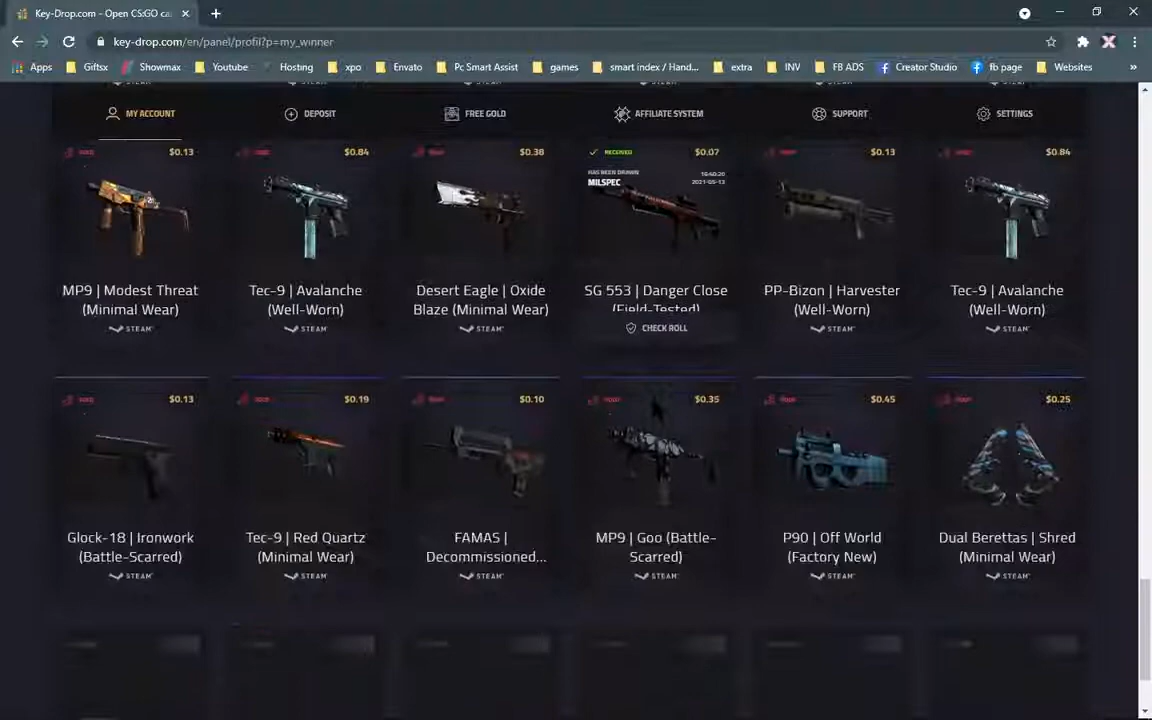 Key-Drop.com - Open CS:GO ca
key-drop.com/en/panel/profil?p=my_winner
Apps Giftsx Showmax Youtube Hosting xpo Envato Pc Smart Assist games smart index / Hand... extra INV FB ADS Creator Studio fb page Websites »
MY ACCOUNT DEPOSIT FREE GOLD AFFILIATE SYSTEM SUPPORT SETTINGS
$0.13 $0.84 $0.38 RECEIVED $0.07 $0.13 $0.84
HAS BEEN DRAWN
MILSPEC 2021-05-13
MP9 | Modest Threat (Minimal Wear)
STEAM
Tec-9 | Avalanche (Well-Worn)
STEAM
Desert Eagle | Oxide Blaze (Minimal Wear)
STEAM
SG 553 | Danger Close (Field-Tested)
CHECK ROLL
PP-Bizon | Harvester (Well-Worn)
STEAM
Tec-9 | Avalanche (Well-Worn)
STEAM
$0.13 $0.19 $0.10 $0.35 $0.45 $0.25
Glock-18 | Ironwork (Battle-Scarred)
STEAM
Tec-9 | Red Quartz (Minimal Wear)
STEAM
FAMAS | Decommissioned...
STEAM
MP9 | Goo (Battle-Scarred)
STEAM
P90 | Off World (Factory New)
STEAM
Dual Berettas | Shred (Minimal Wear)
STEAM